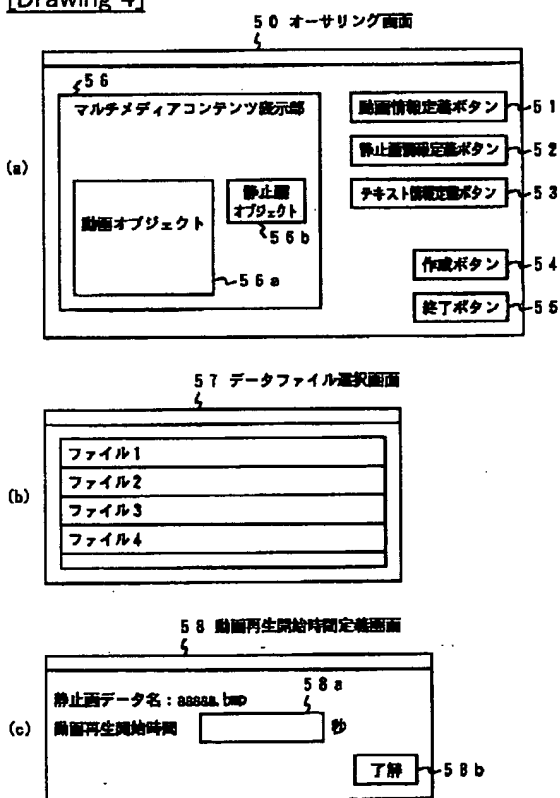 [Drawing 4]
50 オーサリング画面
56
マルチメディアコンテンツ表示部
動画情報定義ボタン 51
静止画情報定義ボタン 52
(a)
テキスト情報定義ボタン 53
静止画
オブジェクト
動画オブジェクト
56b
56a
作成ボタン 54
終了ボタン 55
57 データファイル選択画面
ファイル1
ファイル2
(b)
ファイル3
ファイル4
58 動画再生開始時間定義画面
58a
静止画データ名:aaaaa.bmp
(c)
動画再生開始時間 秒
了解 58b